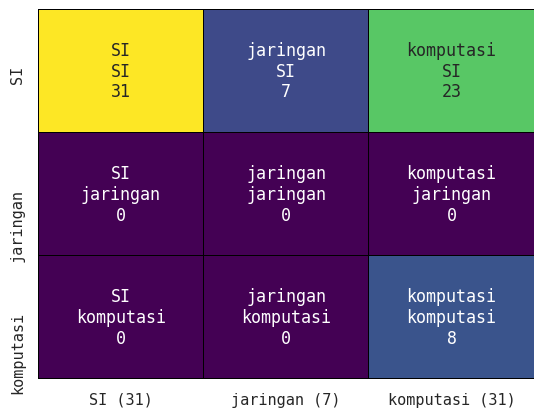 SI
SI
SI
31
jaringan
SI
7
komputasi
SI
23
jaringan
SI
jaringan
0
jaringan
jaringan
0
komputasi
jaringan
0
komputasi
SI
komputasi
0
jaringan
komputasi
0
komputasi
komputasi
8
SI (31)
jaringan (7)
komputasi (31)